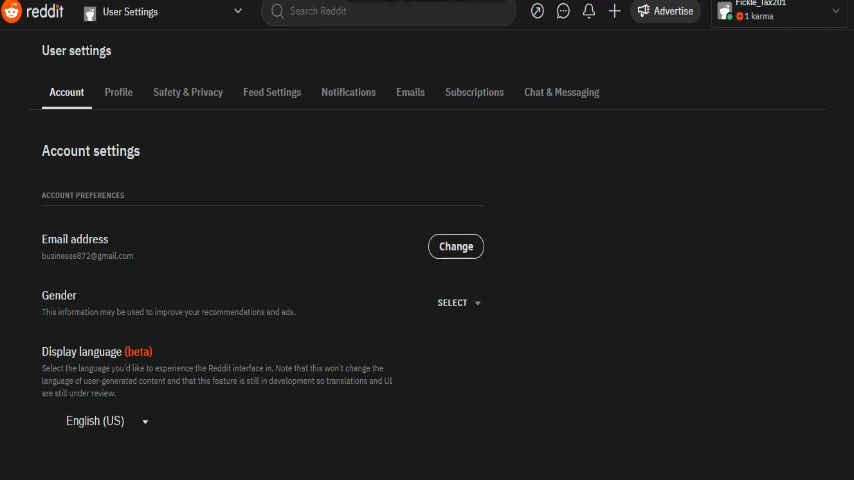 reddit
User Settings
Search Reddit
Advertise
Fickle_Tax201
1 karma
User settings
Account
Profile
Safety & Privacy
Feed Settings
Notifications
Emails
Subscriptions
Chat & Messaging
Account settings
ACCOUNT PREFERENCES
Email address
businesse872@gmail.com
Change
Gender
This information may be used to improve your recommendations and ads.
SELECT
Display language (beta)
Select the language you'd like to experience the Reddit interface in. Note that this won't change the
language of user-generated content and that this feature is still in development so translations and UI
are still under review.
English (US)